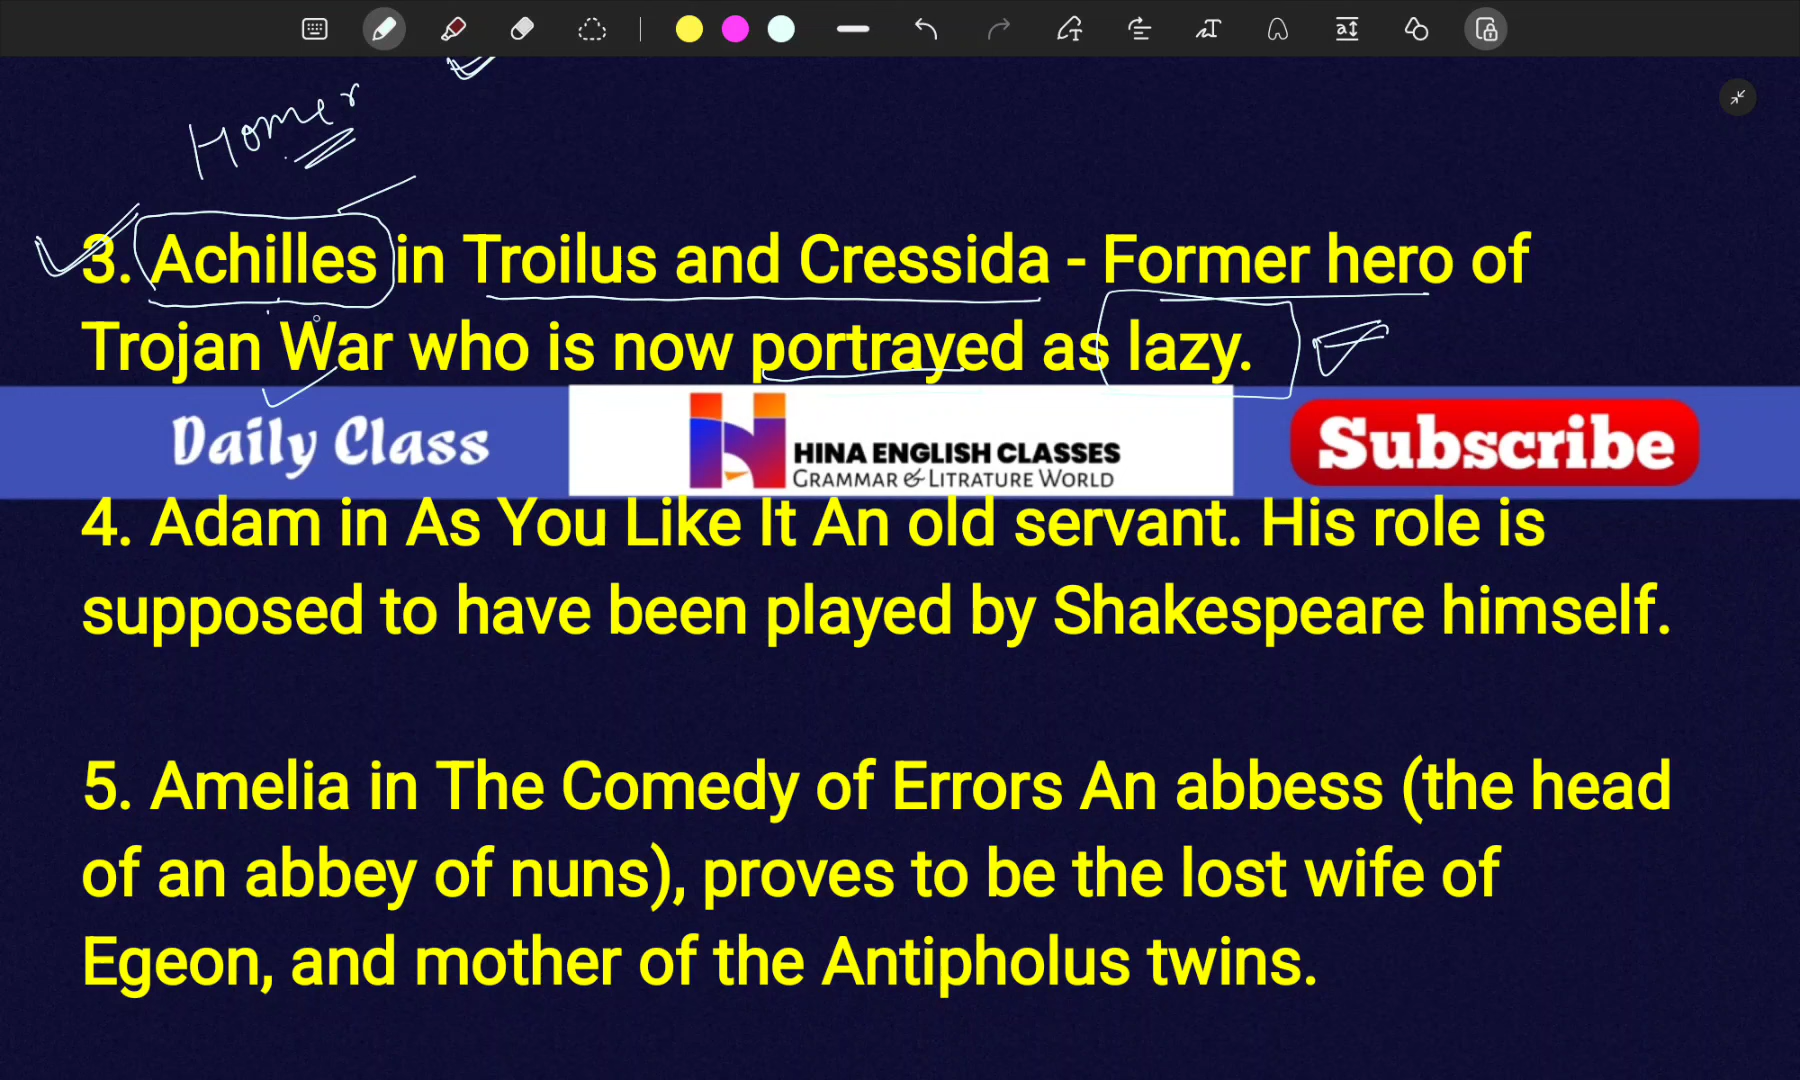 Homer
3. Achilles in Troilus and Cressida - Former hero of
Trojan War who is now portrayed as lazy.
Daily Class
HINA ENGLISH CLASSES
GRAMMAR & LITRATURE WORLD
Subscribe
4. Adam in As You Like It An old servant. His role is
supposed to have been played by Shakespeare himself.
5. Amelia in The Comedy of Errors An abbess (the head
of an abbey of nuns), proves to be the lost wife of
Egeon, and mother of the Antipholus twins.